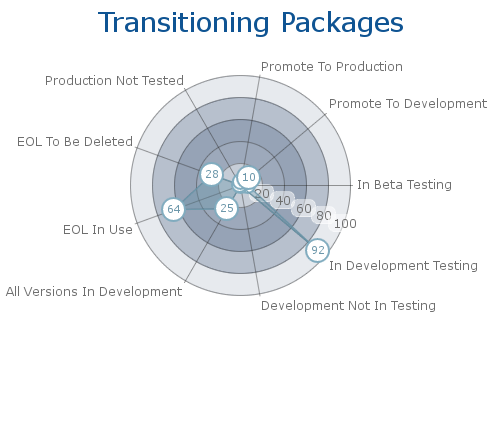 Transitioning Packages
Promote To Production
Production Not Tested
Promote To Development
EOL To Be Deleted
28
10
In Beta Testing
20
40
64
25
60
80
100
EOL In Use
92
In Development Testing
All Versions In Development
Development Not In Testing